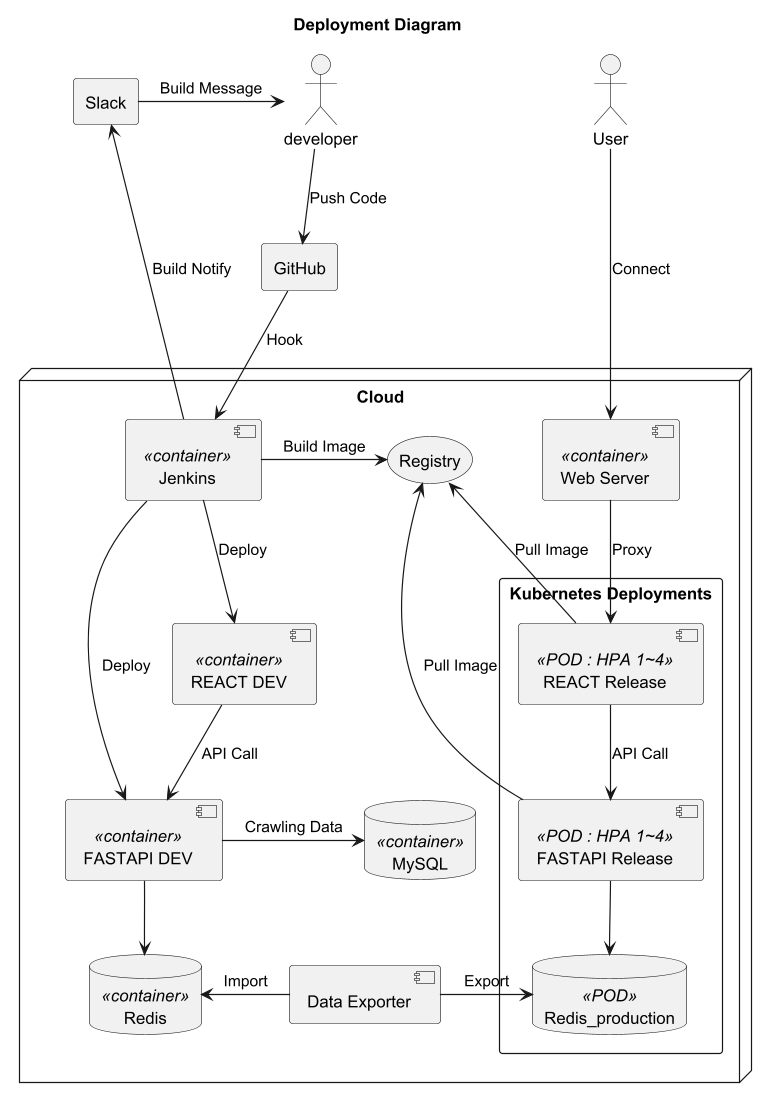 Deployment Diagram
Slack
Build Message
developer
User
Push Code
Build Notify
GitHub
Connect
Hook
Cloud
«container»
Jenkins
Build Image
Registry
«container»
Web Server
Deploy
Pull Image
Proxy
Kubernetes Deployments
Deploy
«container»
REACT DEV
Pull Image
«POD : HPA 1~4»
REACT Release
API Call
API Call
«container»
FASTAPI DEV
Crawling Data
«container»
MySQL
«POD : HPA 1~4»
FASTAPI Release
«container»
Redis
Import
Data Exporter
Export
«POD»
Redis_production